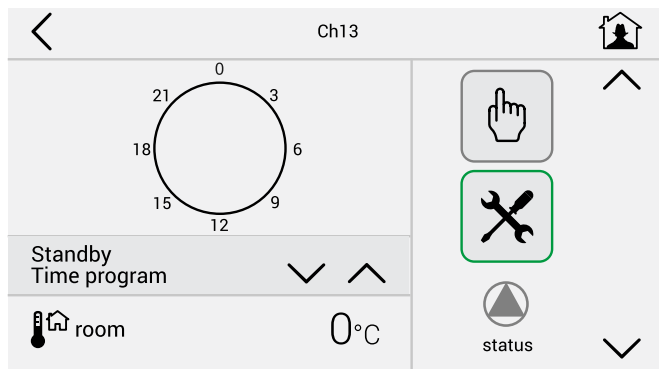 Ch13
0
21
3
18
6
15
9
12
Standby
Time program
room
0°C
status